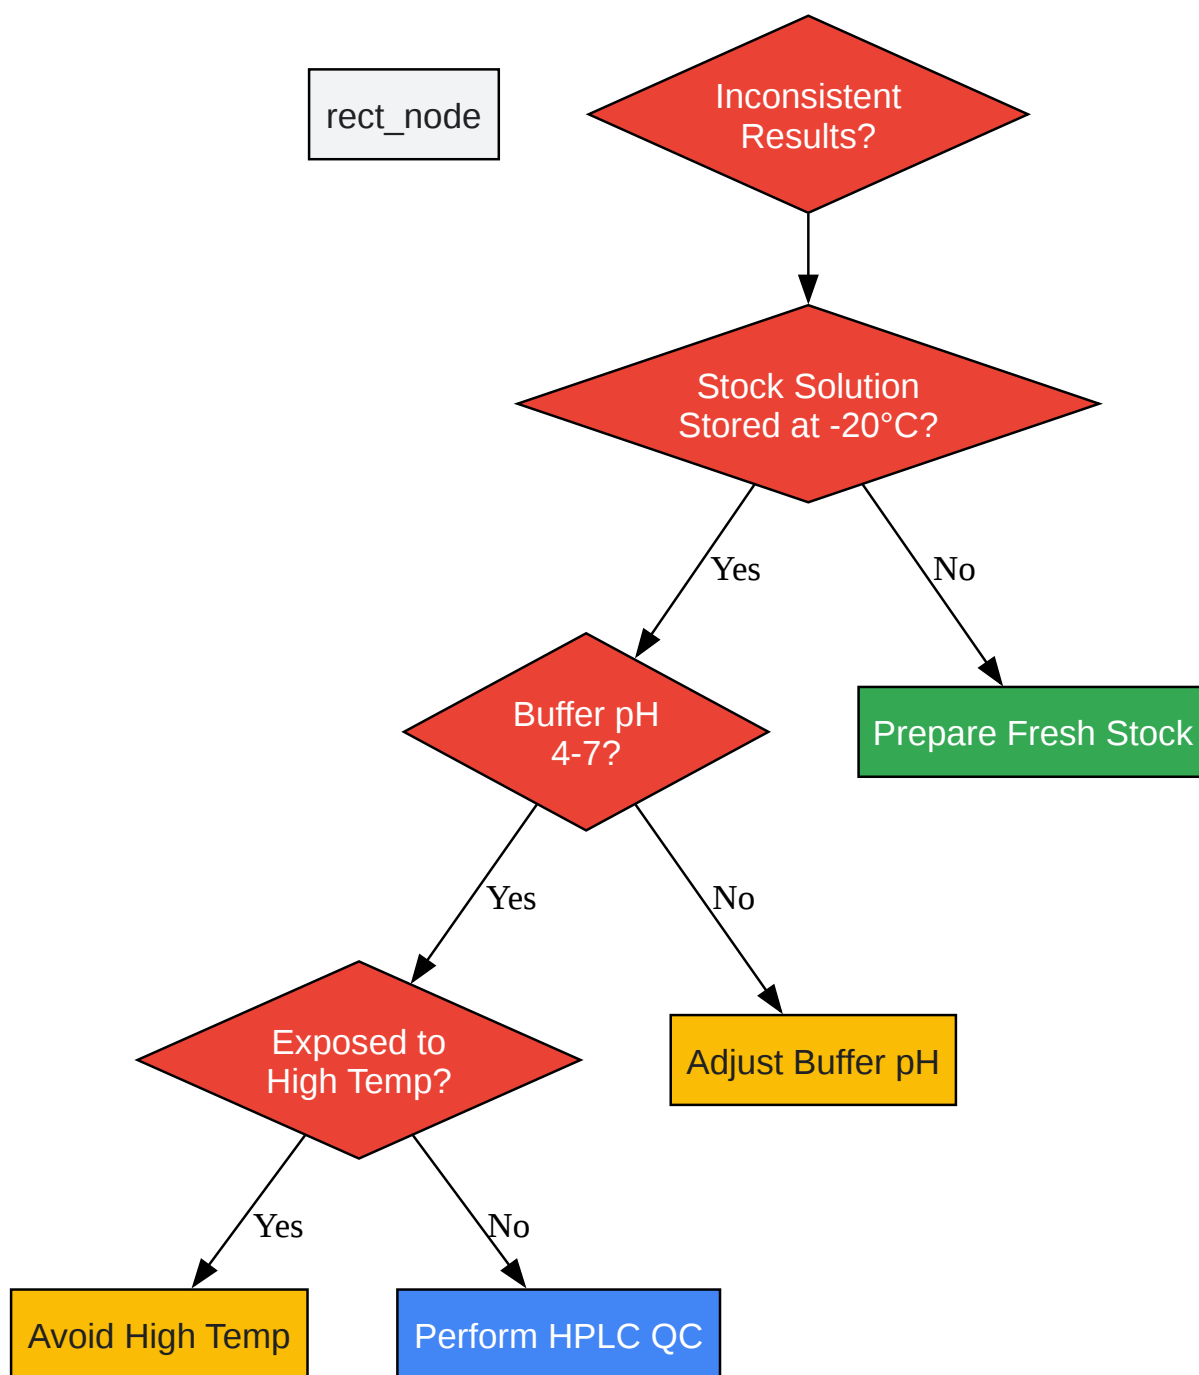 rect_node
Inconsistent
Results?
Stock Solution
Stored at -20°C?
Yes
No
Buffer pH
4-7?
Prepare Fresh Stock
Yes
No
Exposed to
High Temp?
Adjust Buffer pH
Yes
No
Avoid High Temp
Perform HPLC QC